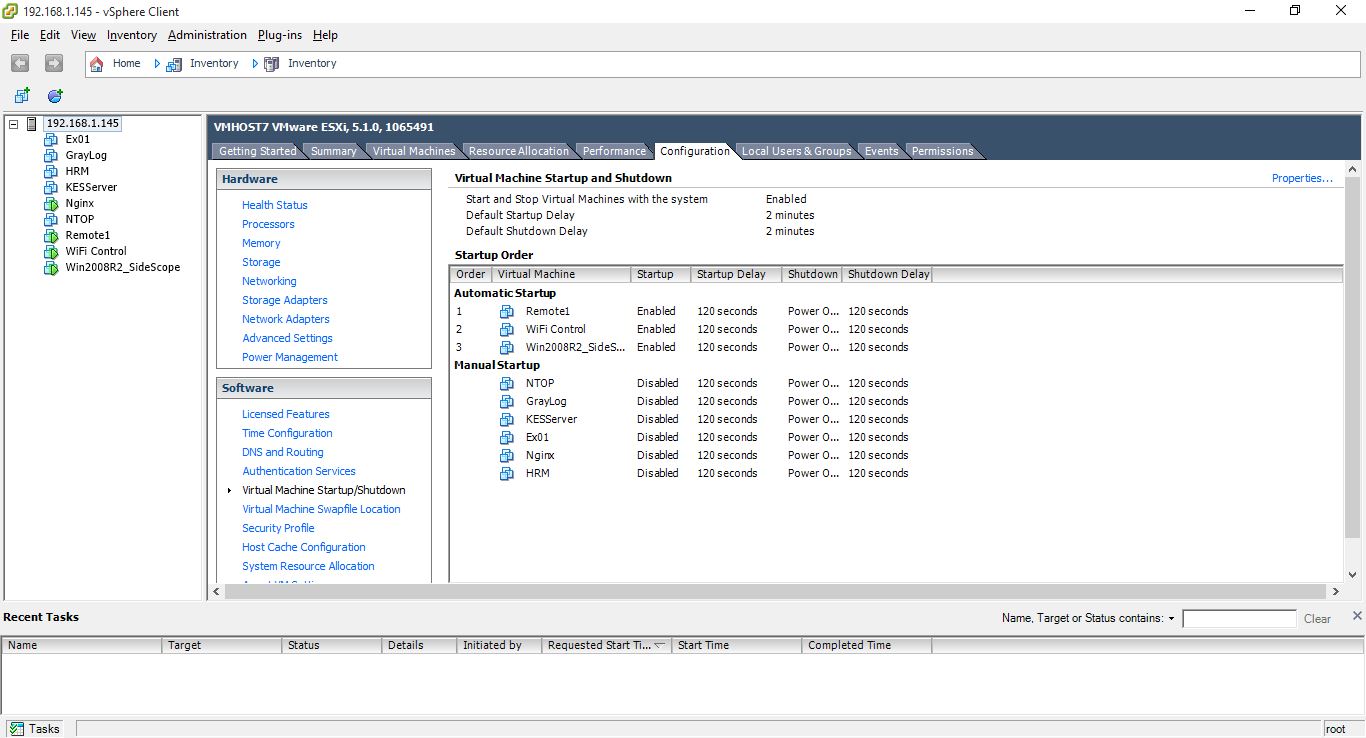 192.168.1.145 - vSphere Client
File Edit View Inventory Administration Plug-ins Help
Home Inventory Inventory
192.168.1.145
Ex01
GrayLog
HRM
KESServer
Nginx
NTOP
Remote1
WiFi Control
Win2008R2_SideScope
VMHOST7 VMware ESXi, 5.1.0, 1065491
Getting Started Summary Virtual Machines Resource Allocation Performance Configuration Local Users & Groups Events Permissions
Hardware
Health Status
Processors
Memory
Storage
Networking
Storage Adapters
Network Adapters
Advanced Settings
Power Management
Software
Licensed Features
Time Configuration
DNS and Routing
Authentication Services
Virtual Machine Startup/Shutdown
Virtual Machine Swapfile Location
Security Profile
Host Cache Configuration
System Resource Allocation
Virtual Machine Startup and Shutdown Properties...
Start and Stop Virtual Machines with the system Enabled
Default Startup Delay 2 minutes
Default Shutdown Delay 2 minutes
Startup Order
Order Virtual Machine Startup Startup Delay Shutdown Shutdown Delay
Automatic Startup
1 Remote1 Enabled 120 seconds Power O... 120 seconds
2 WiFi Control Enabled 120 seconds Power O... 120 seconds
3 Win2008R2_SideS... Enabled 120 seconds Power O... 120 seconds
Manual Startup
NTOP Disabled 120 seconds Power O... 120 seconds
GrayLog Disabled 120 seconds Power O... 120 seconds
KESServer Disabled 120 seconds Power O... 120 seconds
Ex01 Disabled 120 seconds Power O... 120 seconds
Nginx Disabled 120 seconds Power O... 120 seconds
HRM Disabled 120 seconds Power O... 120 seconds
Recent Tasks Name, Target or Status contains: Clear
Name Target Status Details Initiated by Requested Start Ti... Start Time Completed Time
Tasks root